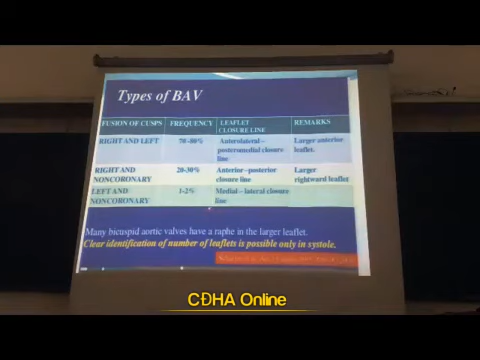 Types of BAV
FUSION OF CUSPS FREQUENCY LEAFLET CLOSURE LINE REMARKS
RIGHT AND LEFT 70-80% Anterolateral – posteromedial closure line Larger anterior leaflet.
RIGHT AND NONCORONARY 20-30% Anterior – posterior closure line Larger rightward leaflet
LEFT AND NONCORONARY 1-2% Medial – lateral closure line
Many bicuspid aortic valves have a raphe in the larger leaflet.
Clear identification of number of leaflets is possible only in systole.
CĐHA Online